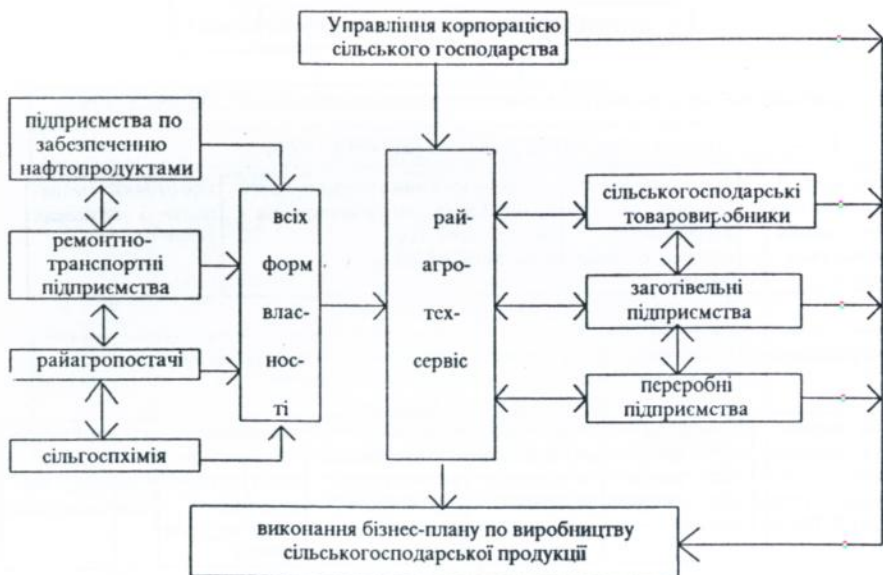 Управління корпорацією
сільського господарства
підприємства по
забезпеченню
нафтопродуктами
ремонтно-
транспортні
підприємства
райагропостачі
сільгоспхімія
всіх
форм
влас-
нос-
ті
рай-
агро-
тех-
сервіс
сільськогосподарські
товаровиробники
заготівельні
підприємства
переробні
підприємства
виконання бізнес-плану по виробництву
сільськогосподарської продукції